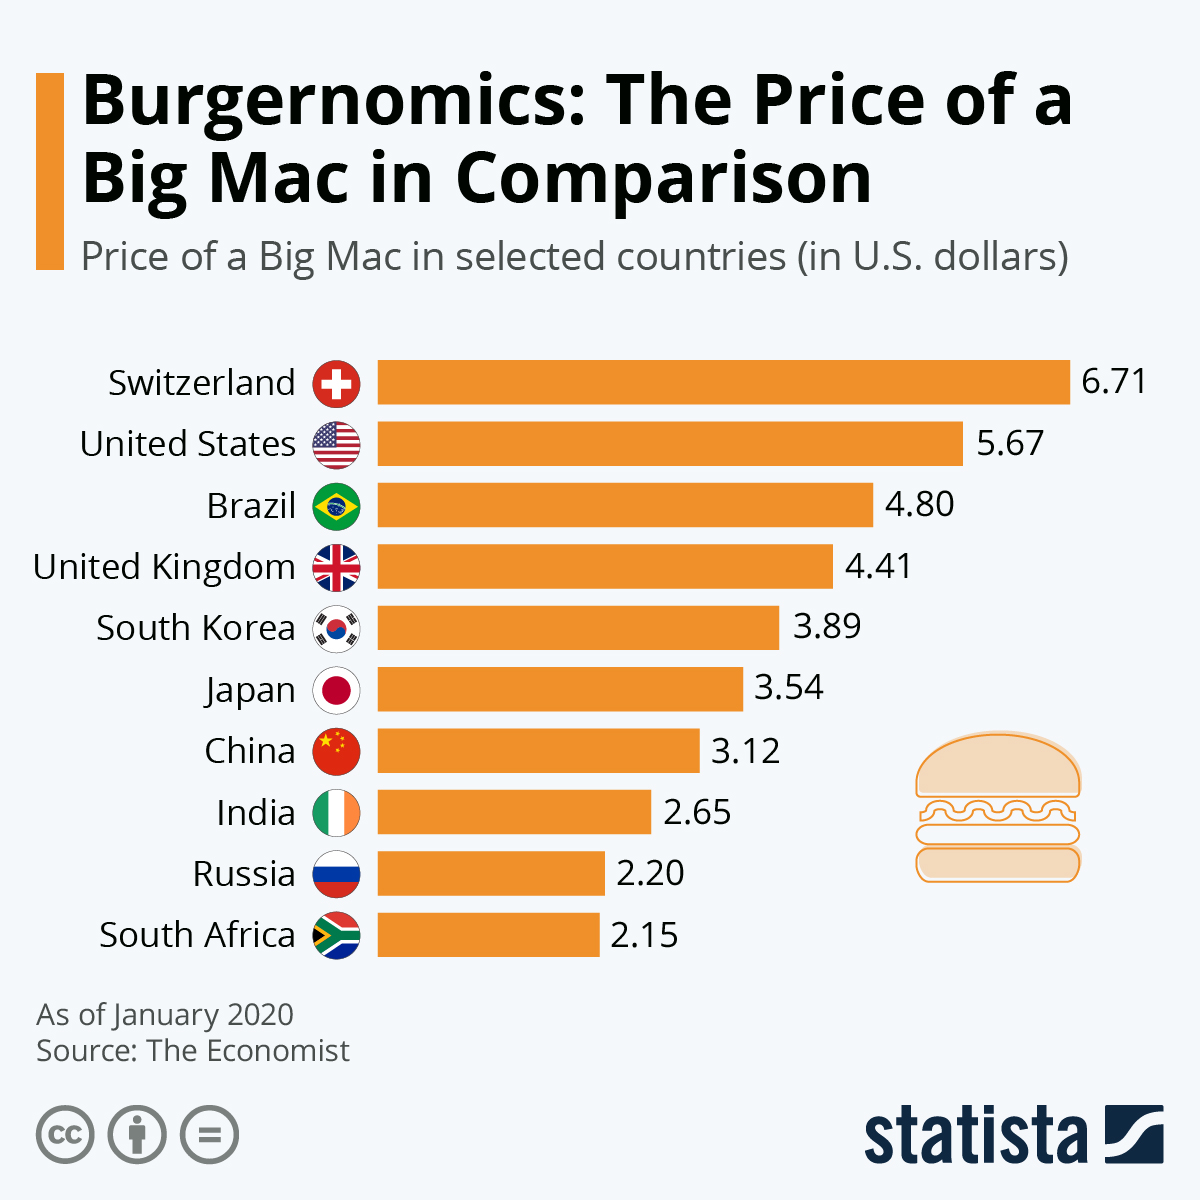 Burgernomics: The Price of a
Big Mac in Comparison
Price of a Big Mac in selected countries (in U.S. dollars)
Switzerland 6.71
United States 5.67
Brazil 4.80
United Kingdom 4.41
South Korea 3.89
Japan 3.54
China 3.12
India 2.65
Russia 2.20
South Africa 2.15
As of January 2020
Source: The Economist
cc
statista